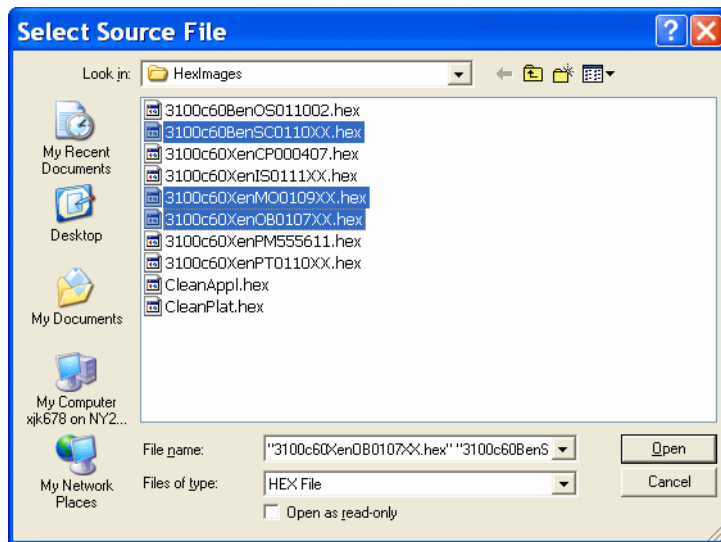 Select Source File
Look in: HexImages
My Recent
Documents
Desktop
My Documents
My Computer
xjk678 on NY2...
My Network
Places
3100c60BenOS011002.hex
3100c60BenSC0110XX.hex
3100c60XenCP000407.hex
3100c60XenIS0111XX.hex
3100c60XenMO0109XX.hex
3100c60XenOB0107XX.hex
3100c60XenPM555611.hex
3100c60XenPT0110XX.hex
CleanAppl.hex
CleanPlat.hex
File name: "3100c60XenOB0107XX.hex" "3100c60BenS Open
Files of type: HEX File Cancel
Open as read-only